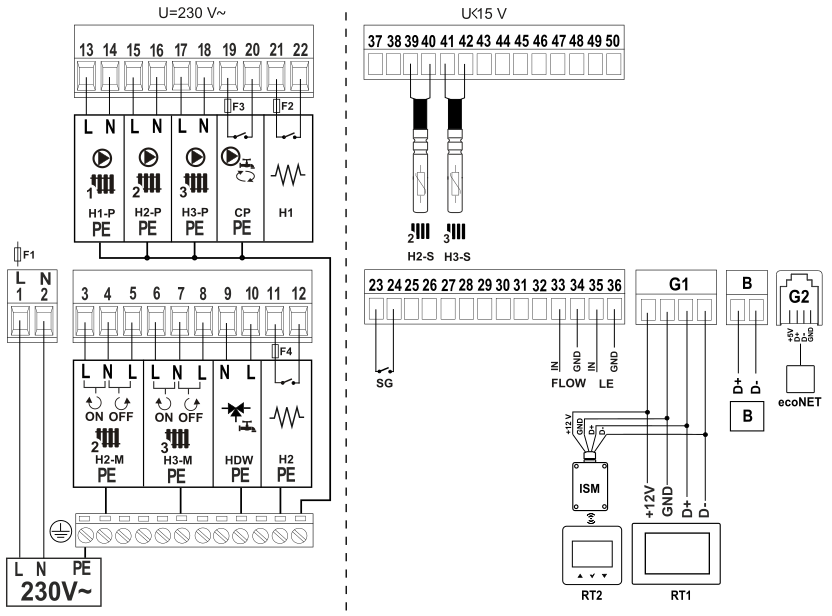 U=230 V~
U<15 V
13 14 15 16 17 18 19 20 21 22
37 38 39 40 41 42 43 44 45 46 47 48 49 50
F3 F2
L N L N L N
1 2 3
H1-P H2-P H3-P CP H1
PE PE PE PE
2 3
H2-S H3-S
F1
L N
1 2
3 4 5 6 7 8 9 10 11 12
23 24 25 26 27 28 29 30 31 32 33 34 35 36
G1
B
G2
F4
L N L L N L N L
ON OFF ON OFF
2 3
H2-M H3-M HDW H2
PE PE PE PE
SG
IN GND IN GND
FLOW LE
D+ D-
B
+5V D+ D- GND
ecoNET
+12 V GND D+ D-
ISM
+12V GND D+ D-
RT2
RT1
L N PE
230V~